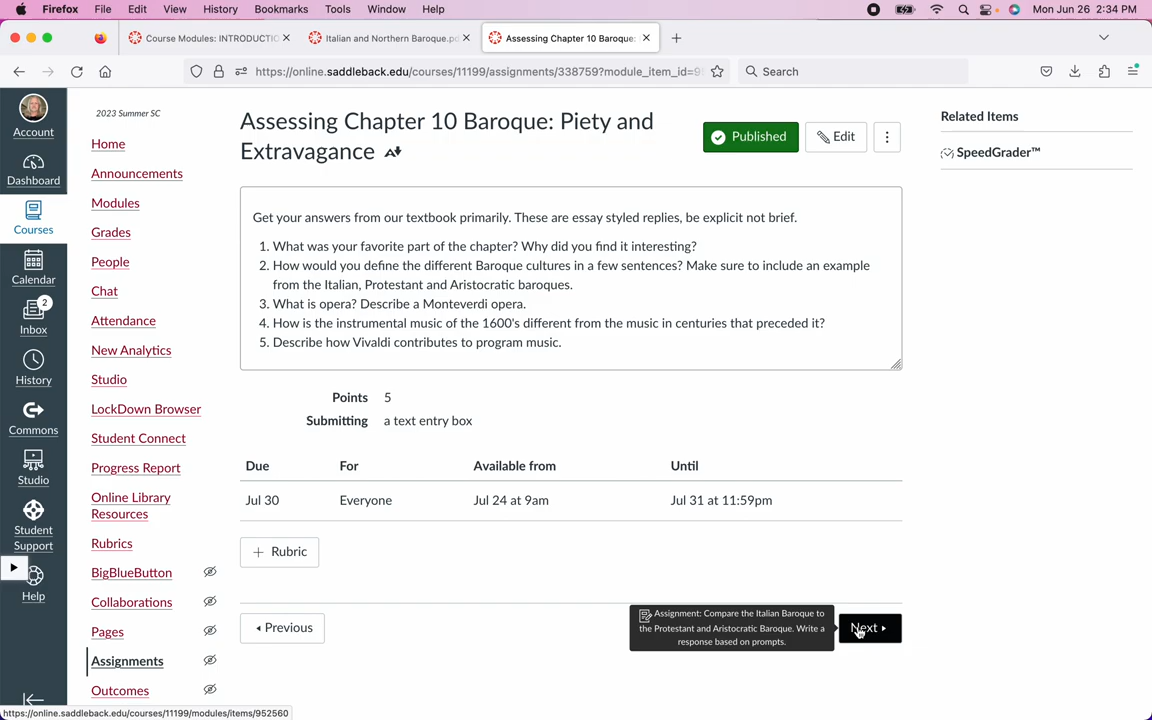 Firefox File Edit View History Bookmarks Tools Window Help Mon Jun 26 2:34 PM
Course Modules: INTRODUCTIO
Italian and Northern Baroque.pd
Assessing Chapter 10 Baroque:
https://online.saddleback.edu/courses/11199/assignments/338759?module_item_id=9
Search
Account
Dashboard
Courses
Calendar
2
Inbox
History
Commons
Studio
Student
Support
Help
2023 Summer SC
Home
Announcements
Modules
Grades
People
Chat
Attendance
New Analytics
Studio
LockDown Browser
Student Connect
Progress Report
Online Library
Resources
Rubrics
BigBlueButton
Collaborations
Pages
Assignments
Outcomes
Assessing Chapter 10 Baroque: Piety and
Extravagance
Published
Edit
Get your answers from our textbook primarily. These are essay styled replies, be explicit not brief.
1. What was your favorite part of the chapter? Why did you find it interesting?
2. How would you define the different Baroque cultures in a few sentences? Make sure to include an example
from the Italian, Protestant and Aristocratic baroques.
3. What is opera? Describe a Monteverdi opera.
4. How is the instrumental music of the 1600's different from the music in centuries that preceded it?
5. Describe how Vivaldi contributes to program music.
Points 5
Submitting a text entry box
Due For Available from Until
Jul 30 Everyone Jul 24 at 9am Jul 31 at 11:59pm
+ Rubric
Previous
Assignment: Compare the Italian Baroque to
the Protestant and Aristocratic Baroque. Write a
response based on prompts.
Next
Related Items
SpeedGrader™
https://online.saddleback.edu/courses/11199/modules/items/952560